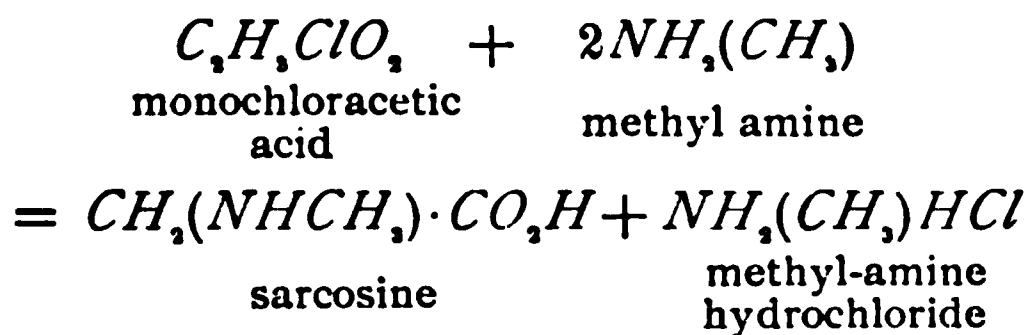 C₂H₃ClO₂ + 2NH₂(CH₃)
monochloracetic acid methyl amine
= CH₂(NHCH₃)·CO₂H + NH₂(CH₃)HCl
sarcosine methyl-amine hydrochloride